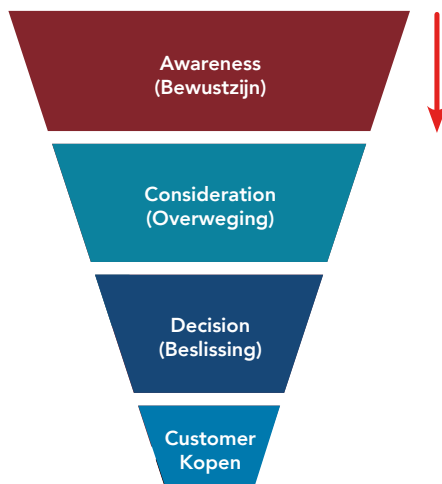 Awareness
(Bewustzijn)
Consideration
(Overweging)
Decision
(Beslissing)
Customer
Kopen